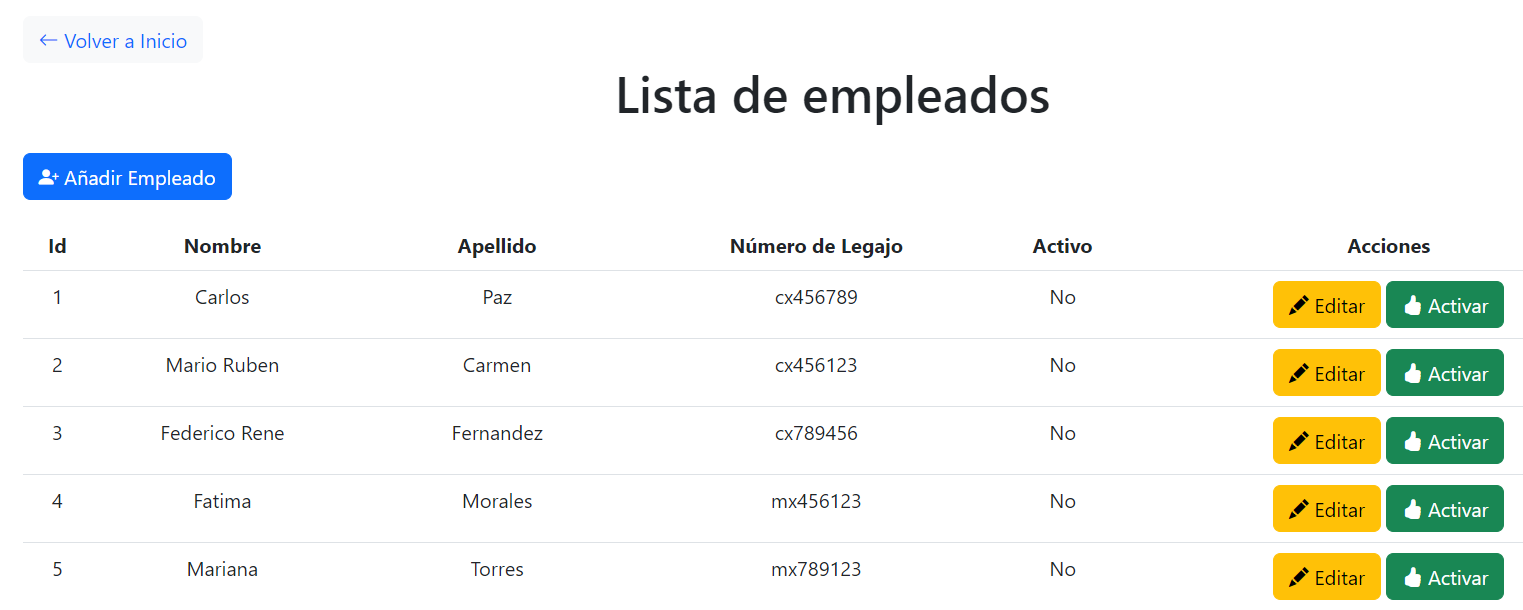 Volver a Inicio
Lista de empleados
Añadir Empleado
Id Nombre Apellido Número de Legajo Activo Acciones
1 Carlos Paz cx456789 No Editar Activar
2 Mario Ruben Carmen cx456123 No Editar Activar
3 Federico Rene Fernandez cx789456 No Editar Activar
4 Fatima Morales mx456123 No Editar Activar
5 Mariana Torres mx789123 No Editar Activar